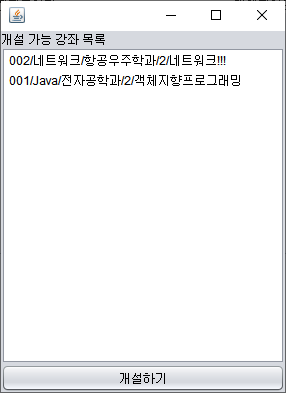 개설 가능 강좌 목록
002/네트워크/항공우주학과/2/네트워크!!!
001/Java/전자공학과/2/객체지향프로그래밍
개설하기